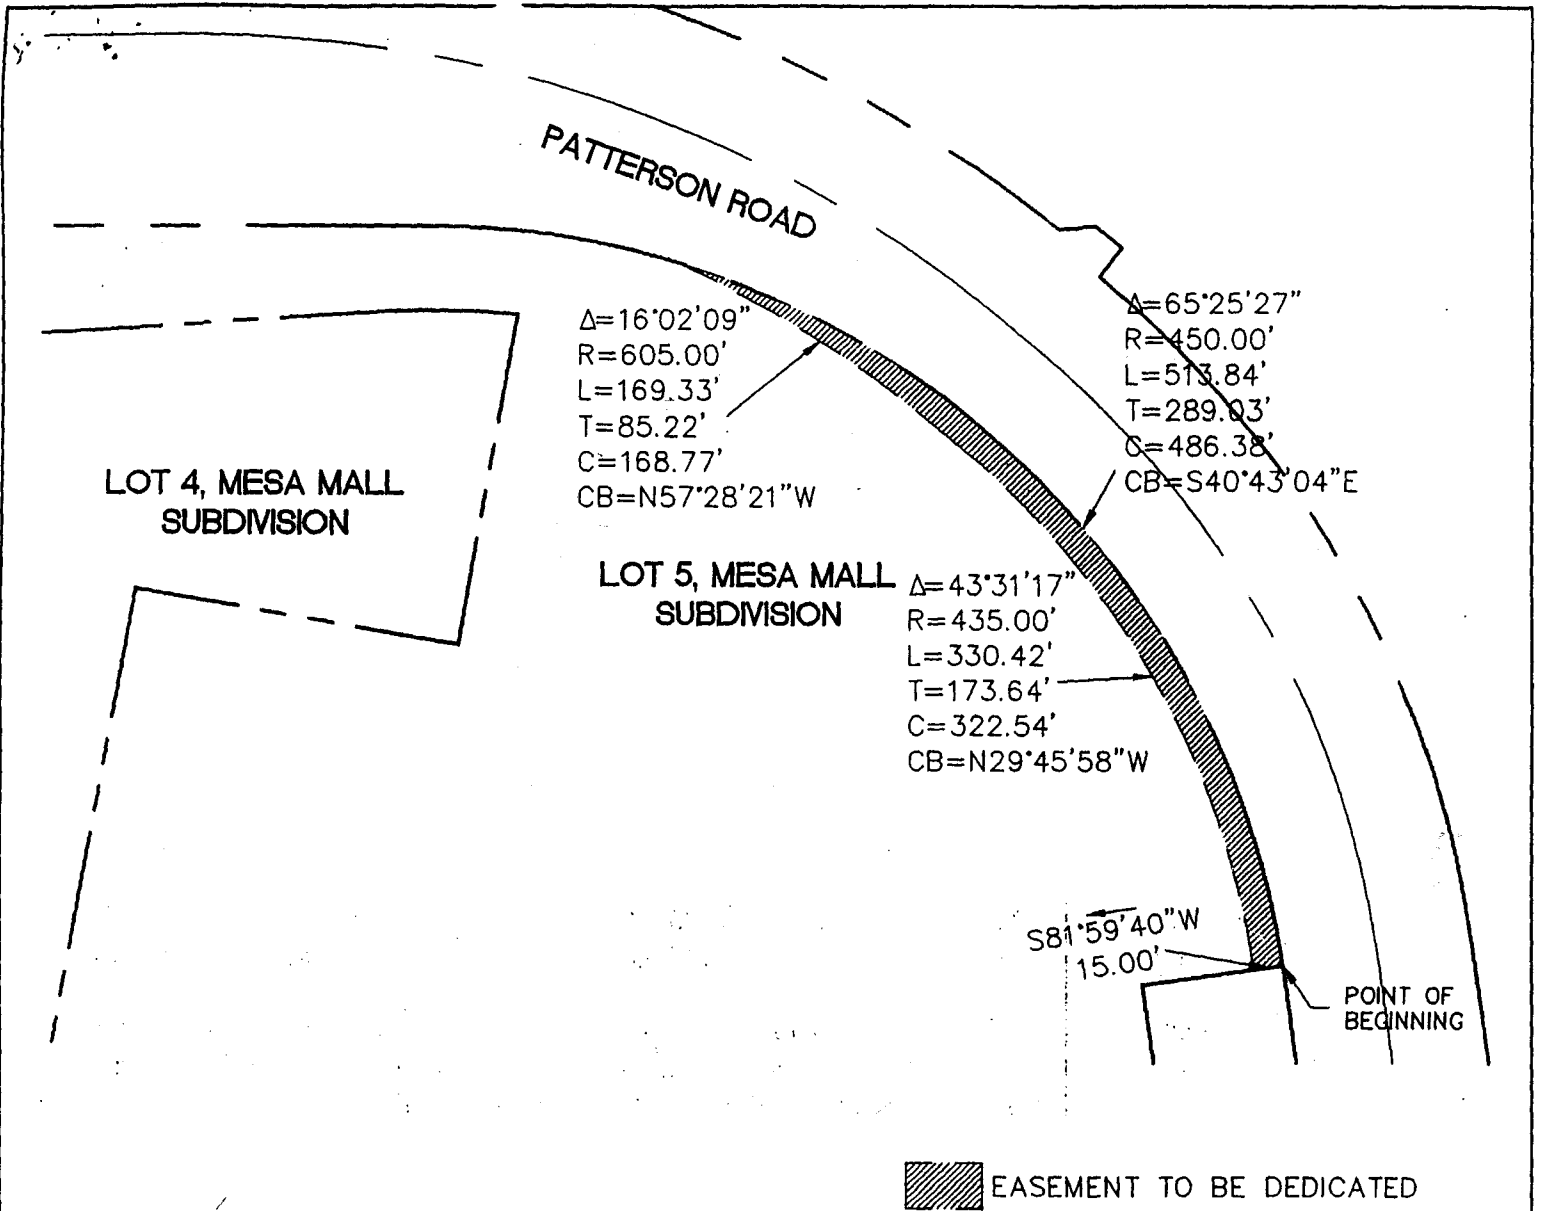 PATTERSON ROAD
Δ=16°02'09"
R=605.00'
L=169.33'
T=85.22'
C=168.77'
CB=N57°28'21"W
Δ=65°25'27"
R=450.00'
L=513.84'
T=289.03'
C=486.38'
CB=S40°43'04"E
LOT 4, MESA MALL
SUBDIVISION
LOT 5, MESA MALL
SUBDIVISION
Δ=43°31'17"
R=435.00'
L=330.42'
T=173.64'
C=322.54'
CB=N29°45'58"W
S81°59'40"W
15.00'
POINT OF
BEGINNING
EASEMENT TO BE DEDICATED